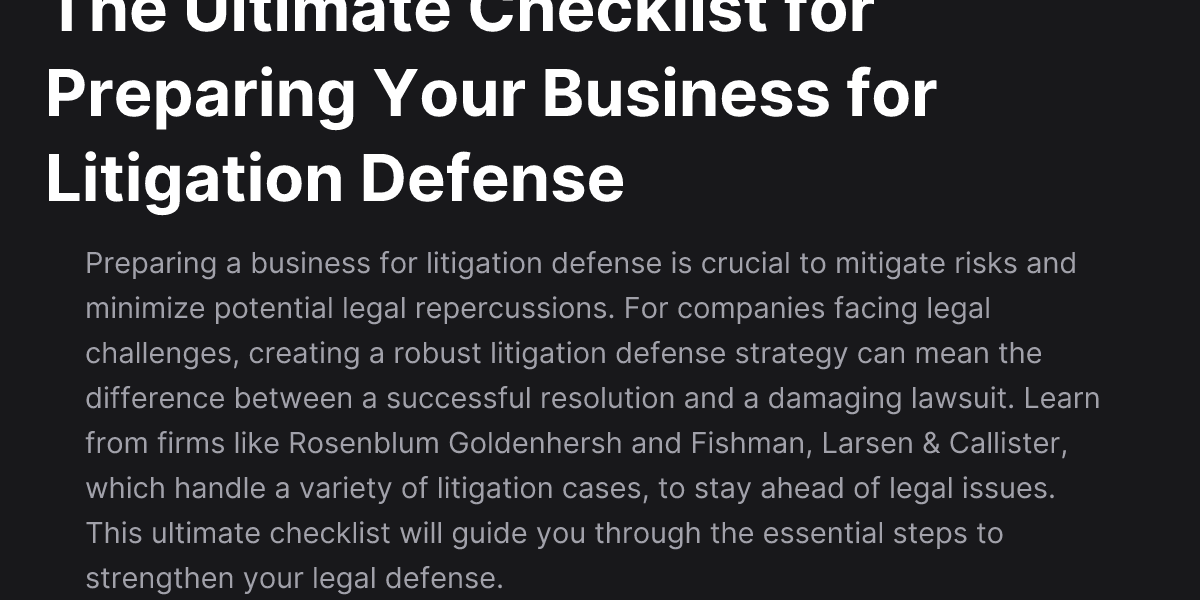 The Ultimate Checklist for
Preparing Your Business for
Litigation Defense
Preparing a business for litigation defense is crucial to mitigate risks and
minimize potential legal repercussions. For companies facing legal
challenges, creating a robust litigation defense strategy can mean the
difference between a successful resolution and a damaging lawsuit. Learn
from firms like Rosenblum Goldenhersh and Fishman, Larsen & Callister,
which handle a variety of litigation cases, to stay ahead of legal issues.
This ultimate checklist will guide you through the essential steps to
strengthen your legal defense.